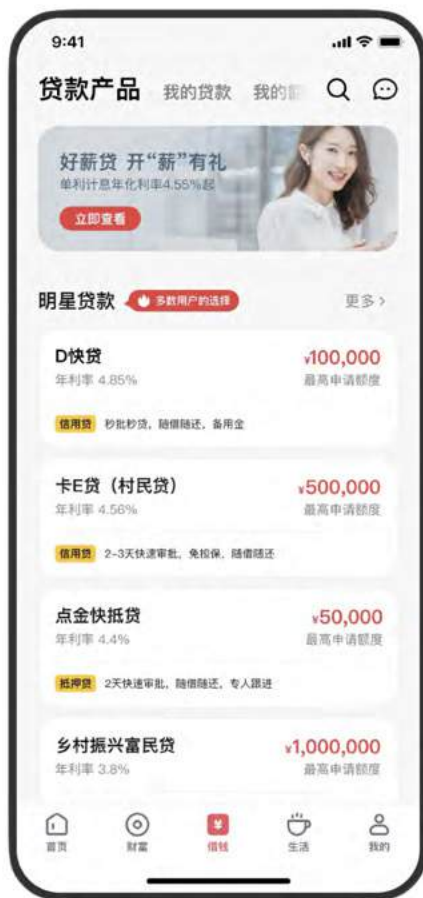 9:41
贷款产品 我的贷款 我的
好薪贷 开“薪”有礼
单利计息年化利率4.55%起
立即查看
明星贷款 多数用户的选择 更多>
D快贷 ¥100,000
年利率 4.85% 最高申请额度
信用贷 秒批秒贷，随借随还，备用金
卡E贷（村民贷） ¥500,000
年利率 4.56% 最高申请额度
信用贷 2-3天快速审批，免担保，随借随还
点金快抵贷 ¥50,000
年利率 4.4% 最高申请额度
抵押贷 2天快速审批，随借随还，专人跟进
乡村振兴富民贷 ¥1,000,000
年利率 3.8% 最高申请额度
首页 财富 借钱 生活 我的